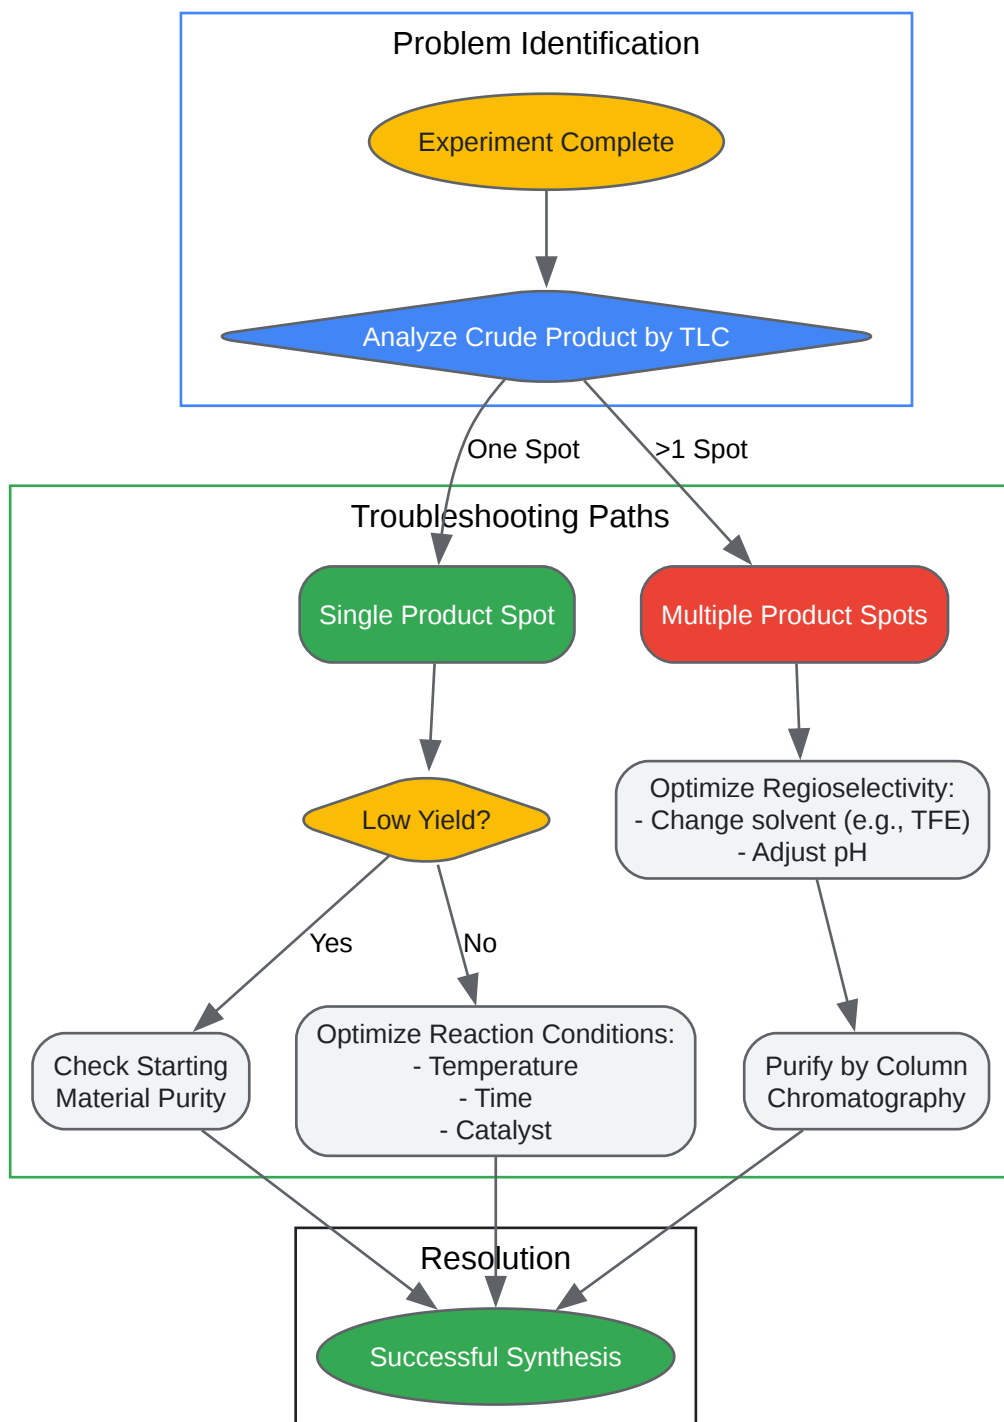 Problem Identification
Experiment Complete
Analyze Crude Product by TLC
One Spot
>1 Spot
Troubleshooting Paths
Single Product Spot
Multiple Product Spots
Low Yield?
Optimize Regioselectivity:
- Change solvent (e.g., TFE)
- Adjust pH
Yes
No
Check Starting
Material Purity
Optimize Reaction Conditions:
- Temperature
- Time
- Catalyst
Purify by Column
Chromatography
Resolution
Successful Synthesis